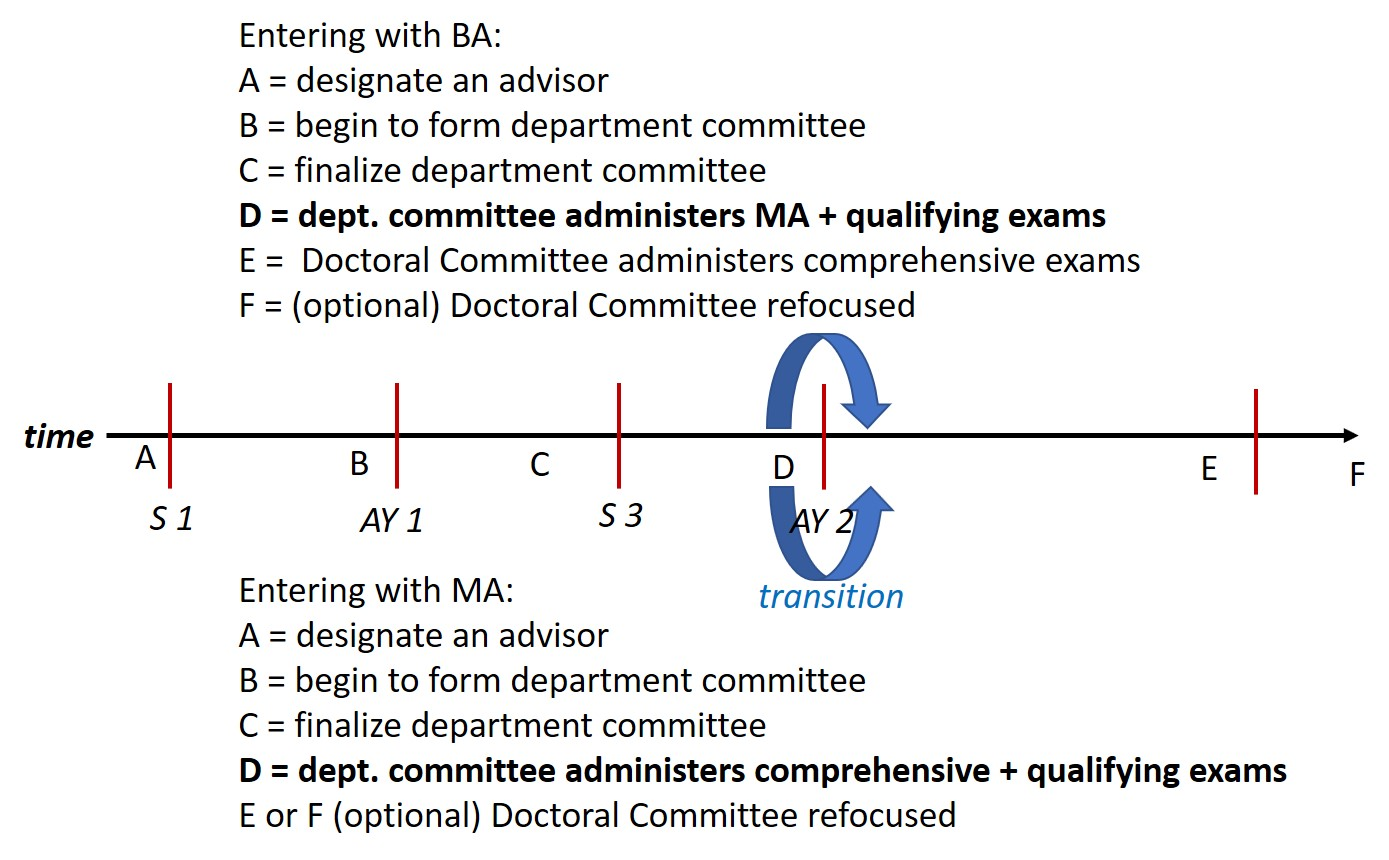 Entering with BA:
A = designate an advisor
B = begin to form department committee
C = finalize department committee
D = dept. committee administers MA + qualifying exams
E =  Doctoral Committee administers comprehensive exams
F = (optional) Doctoral Committee refocused
time
A
B
C
D
E
F
S 1
AY 1
S 3
AY 2
transition
Entering with MA:
A = designate an advisor
B = begin to form department committee
C = finalize department committee
D = dept. committee administers comprehensive + qualifying exams
E or F (optional) Doctoral Committee refocused